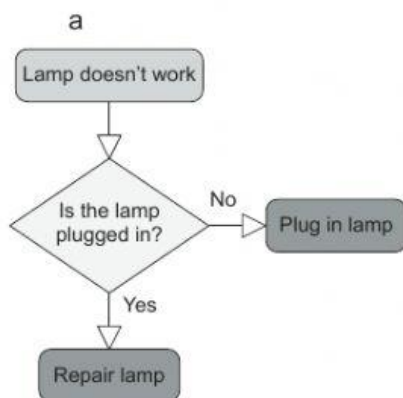 a
Lamp doesn't work
Is the lamp
plugged in?
No
Plug in lamp
Yes
Repair lamp